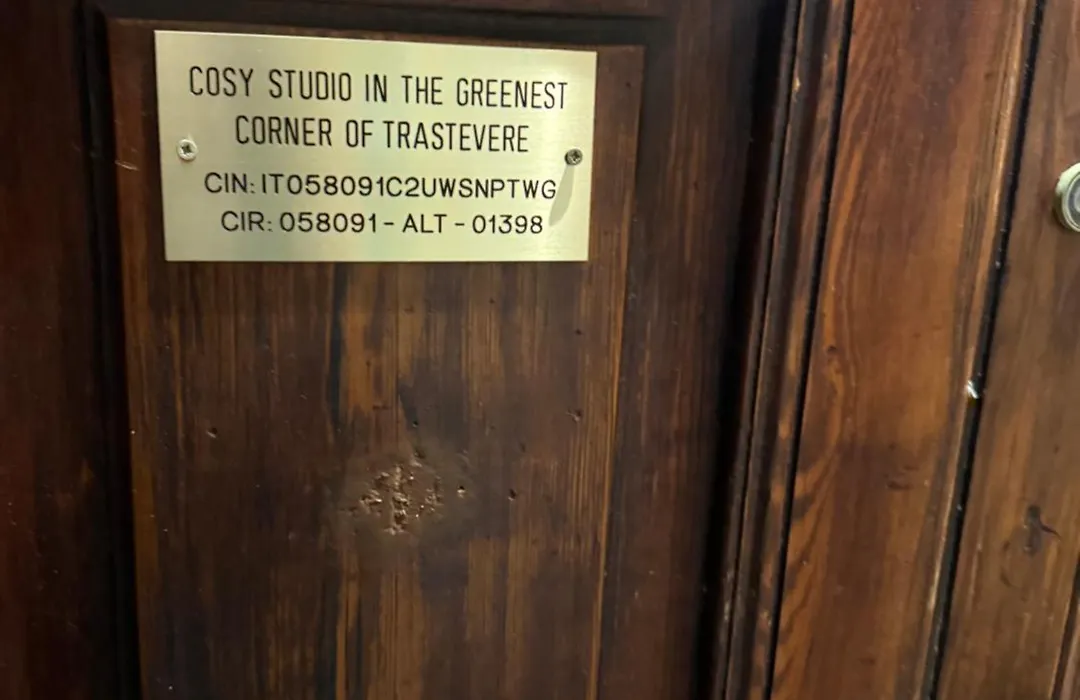 COSY STUDIO IN THE GREENEST
CORNER OF TRASTEVERE
CIN: IT058091C2UWSNPTWG
CIR: 058091 - ALT - 01398